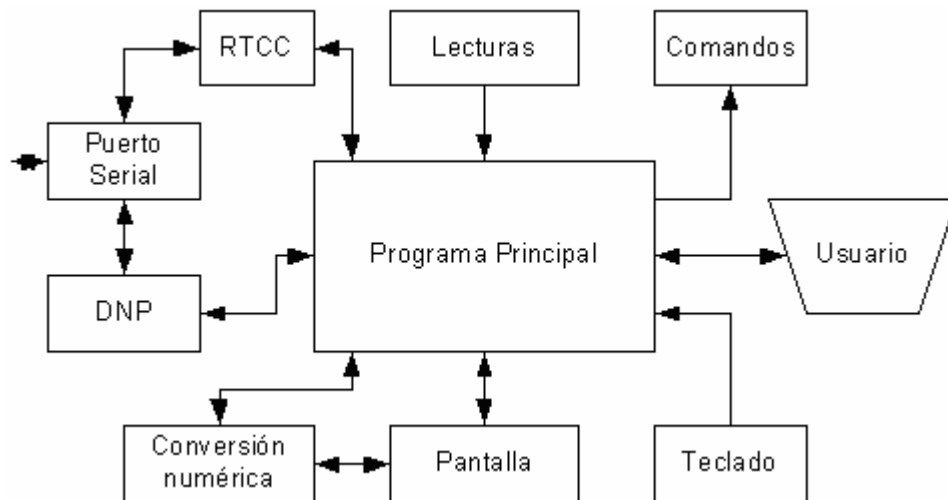 RTCC
Lecturas
Comandos
Puerto
Serial
Programa Principal
Usuario
DNP
Conversión
numérica
Pantalla
Teclado